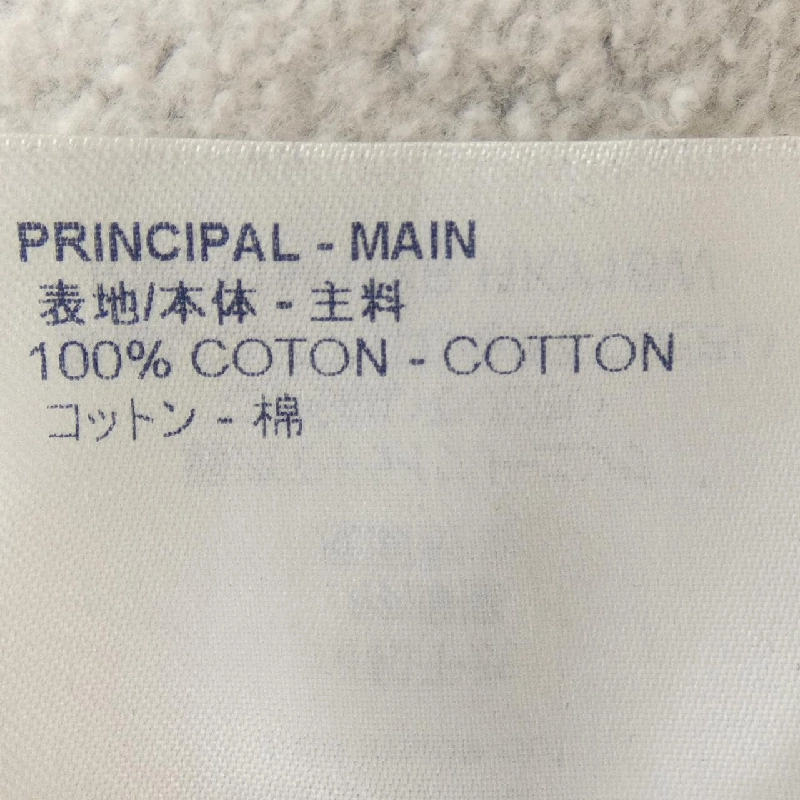 PRINCIPAL - MAIN
表地/本体 - 主料
100% COTON - COTTON
コットン - 棉